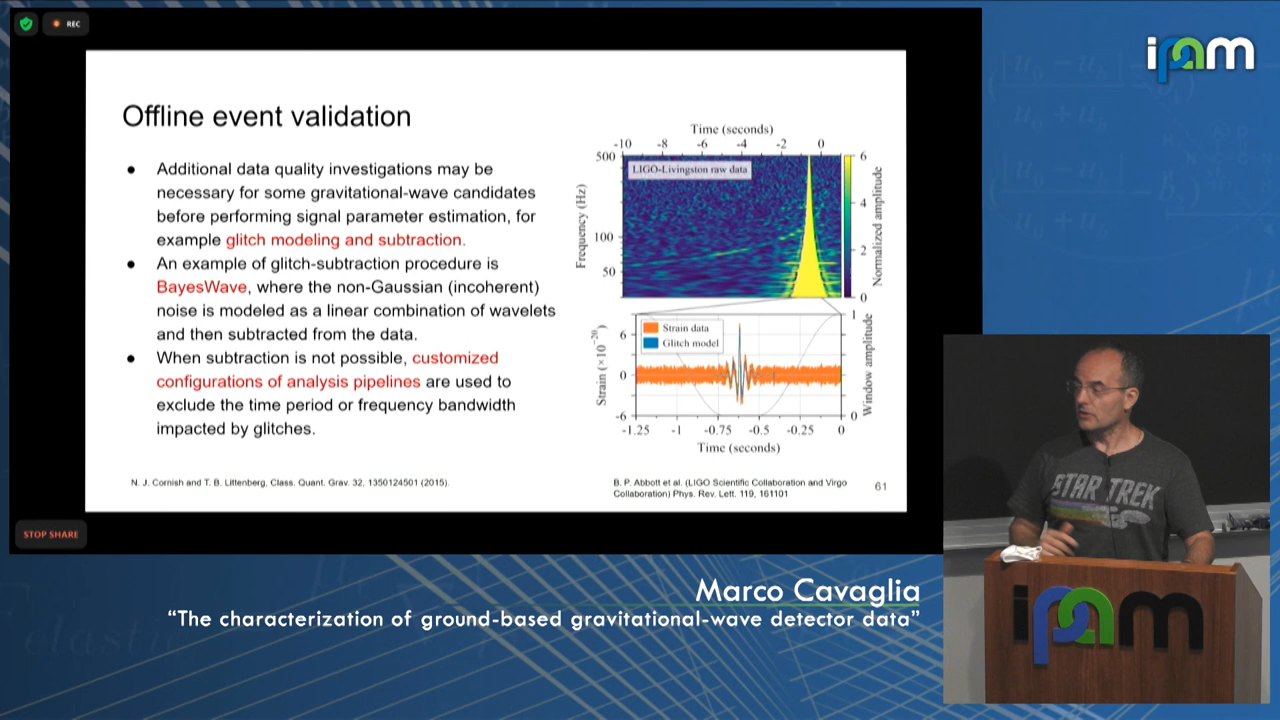 REC
ipam
Offline event validation
● Additional data quality investigations may be
necessary for some gravitational-wave candidates
before performing signal parameter estimation, for
example glitch modeling and subtraction.
● An example of glitch-subtraction procedure is
BayesWave, where the non-Gaussian (incoherent)
noise is modeled as a linear combination of wavelets
and then subtracted from the data.
● When subtraction is not possible, customized
configurations of analysis pipelines are used to
exclude the time period or frequency bandwidth
impacted by glitches.
N. J. Cornish and T. B. Littenberg, Class. Quant. Grav. 32, 1350124501 (2015).
Time (seconds)
-10 -8 -6 -4 -2 0
500
100
50
Frequency (Hz)
LIGO-Livingston raw data
6
4
2
0
Normalized amplitude
Strain data
Glitch model
6
0
-6
Strain (×10⁻²⁰)
1
0
Window amplitude
-1.25 -1 -0.75 -0.5 -0.25 0
Time (seconds)
B. P. Abbott et al. (LIGO Scientific Collaboration and Virgo
Collaboration) Phys. Rev. Lett. 119, 161101
61
STOP SHARE
STAR TREK
ipam
Marco Cavaglia
“The characterization of ground-based gravitational-wave detector data”